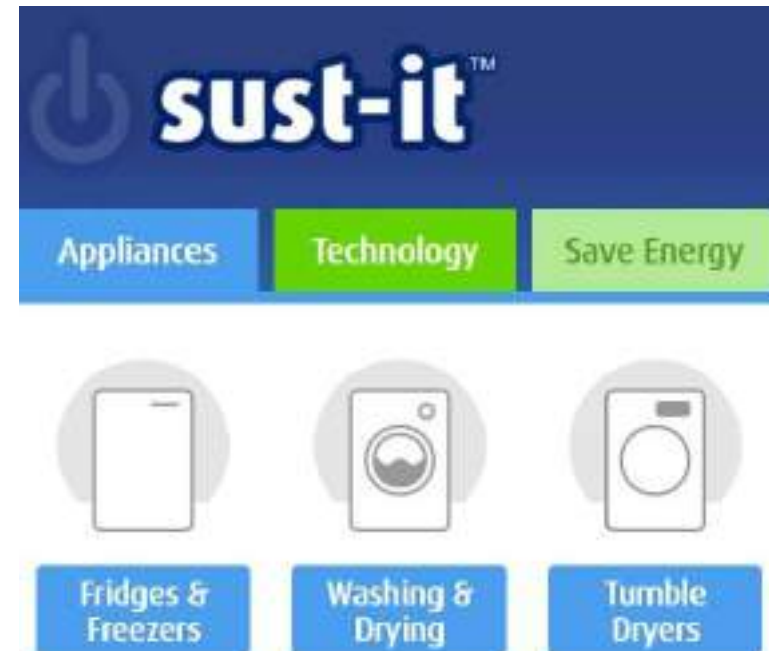 sust-it™
Appliances Technology Save Energy
Fridges & Washing & Tumble
Freezers Drying Dryers